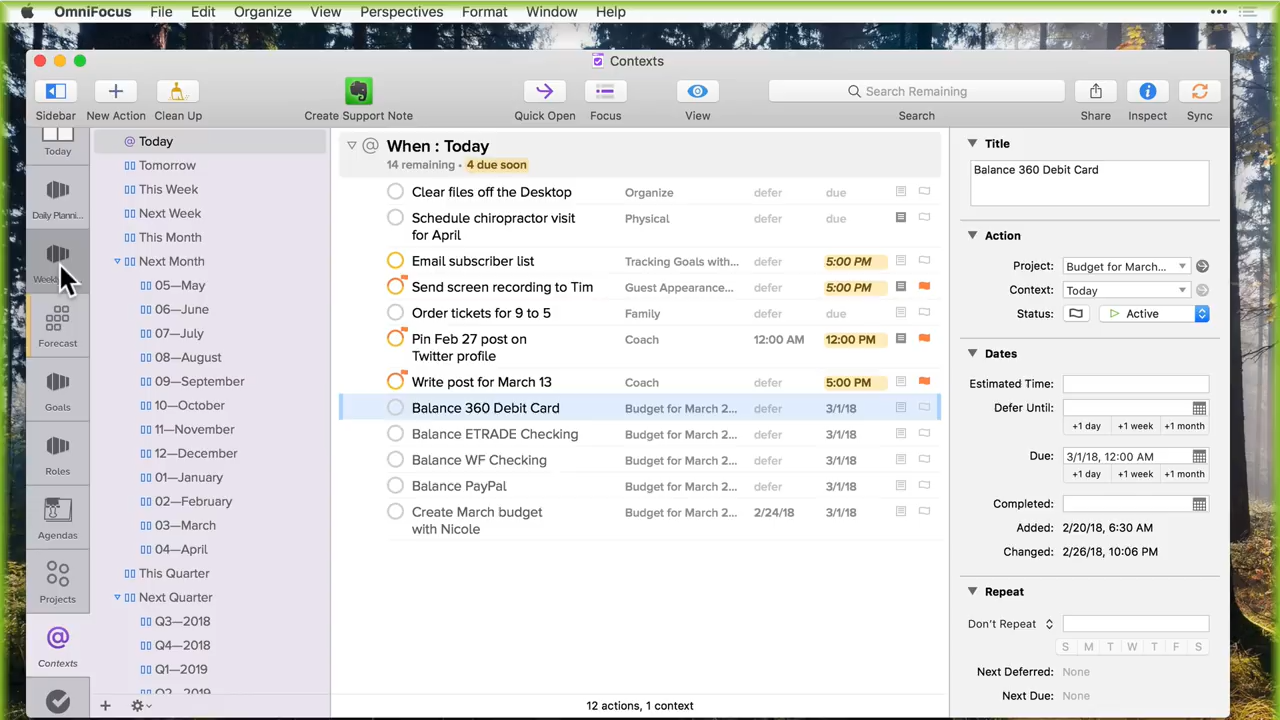 OmniFocus File Edit Organize View Perspectives Format Window Help
Contexts
Sidebar New Action Clean Up Create Support Note Quick Open Focus View Search Remaining Search Share Inspect Sync
Today
Daily Planni...
Forecast
Goals
Roles
Agendas
Projects
@
Contexts
@ Today
Tomorrow
This Week
Next Week
This Month
Next Month
05—May
06—June
07—July
08—August
09—September
10—October
11—November
12—December
01—January
02—February
03—March
04—April
This Quarter
Next Quarter
Q3—2018
Q4—2018
Q1—2019
Q2—2019
@ When : Today
14 remaining • 4 due soon
Clear files off the Desktop Organize defer due
Schedule chiropractor visit Physical defer due
for April
Email subscriber list Tracking Goals with... defer 5:00 PM
Send screen recording to Tim Guest Appearance... defer 5:00 PM
Order tickets for 9 to 5 Family defer due
Pin Feb 27 post on Coach 12:00 AM 12:00 PM
Twitter profile
Write post for March 13 Coach defer 5:00 PM
Balance 360 Debit Card Budget for March 2... defer 3/1/18
Balance ETRADE Checking Budget for March 2... defer 3/1/18
Balance WF Checking Budget for March 2... defer 3/1/18
Balance PayPal Budget for March 2... defer 3/1/18
Create March budget Budget for March 2... 2/24/18 3/1/18
with Nicole
12 actions, 1 context
Title
Balance 360 Debit Card
Action
Project: Budget for March...
Context: Today
Status: Active
Dates
Estimated Time:
Defer Until:
+1 day +1 week +1 month
Due: 3/1/18, 12:00 AM
+1 day +1 week +1 month
Completed:
Added: 2/20/18, 6:30 AM
Changed: 2/26/18, 10:06 PM
Repeat
Don't Repeat
S M T W T F S
Next Deferred: None
Next Due: None